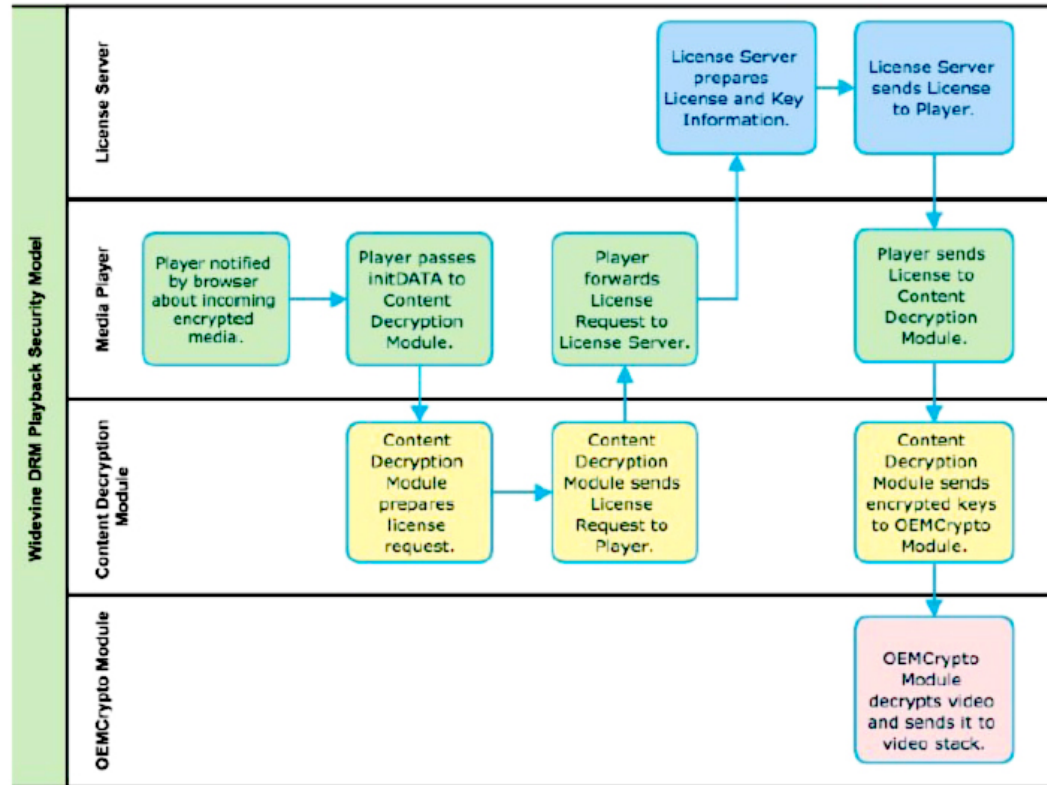 Widevine DRM Playback Security Model
License Server
License Server
prepares
License and Key
Information.
License Server
sends License
to Player.
Media Player
Player notified
by browser
about incoming
encrypted
media.
Player passes
initDATA to
Content
Decryption
Module.
Player
forwards
License
Request to
License Server.
Player sends
License to
Content
Decryption
Module.
Content Decryption
Module
Content
Decryption
Module
prepares
license
request.
Content
Decryption
Module sends
License
Request to
Player.
Content
Decryption
Module sends
encrypted keys
to OEMCrypto
Module.
OEMCrypto Module
OEMCrypto
Module
decrypts video
and sends it to
video stack.